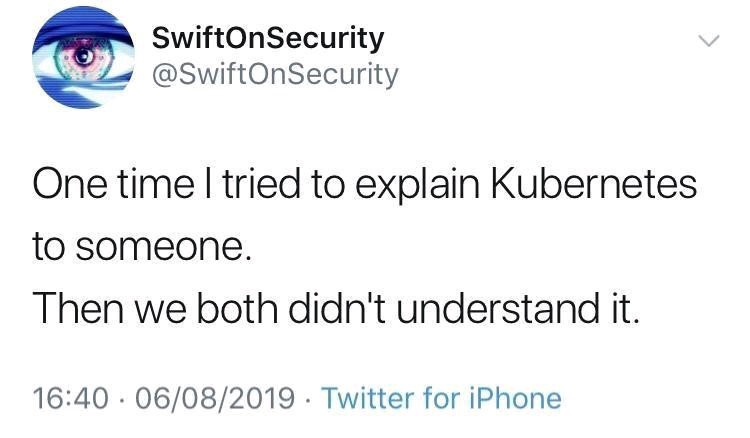 SwiftOnSecurity
@SwiftOnSecurity
One time I tried to explain Kubernetes
to someone.
Then we both didn't understand it.
16:40 · 06/08/2019 · Twitter for iPhone